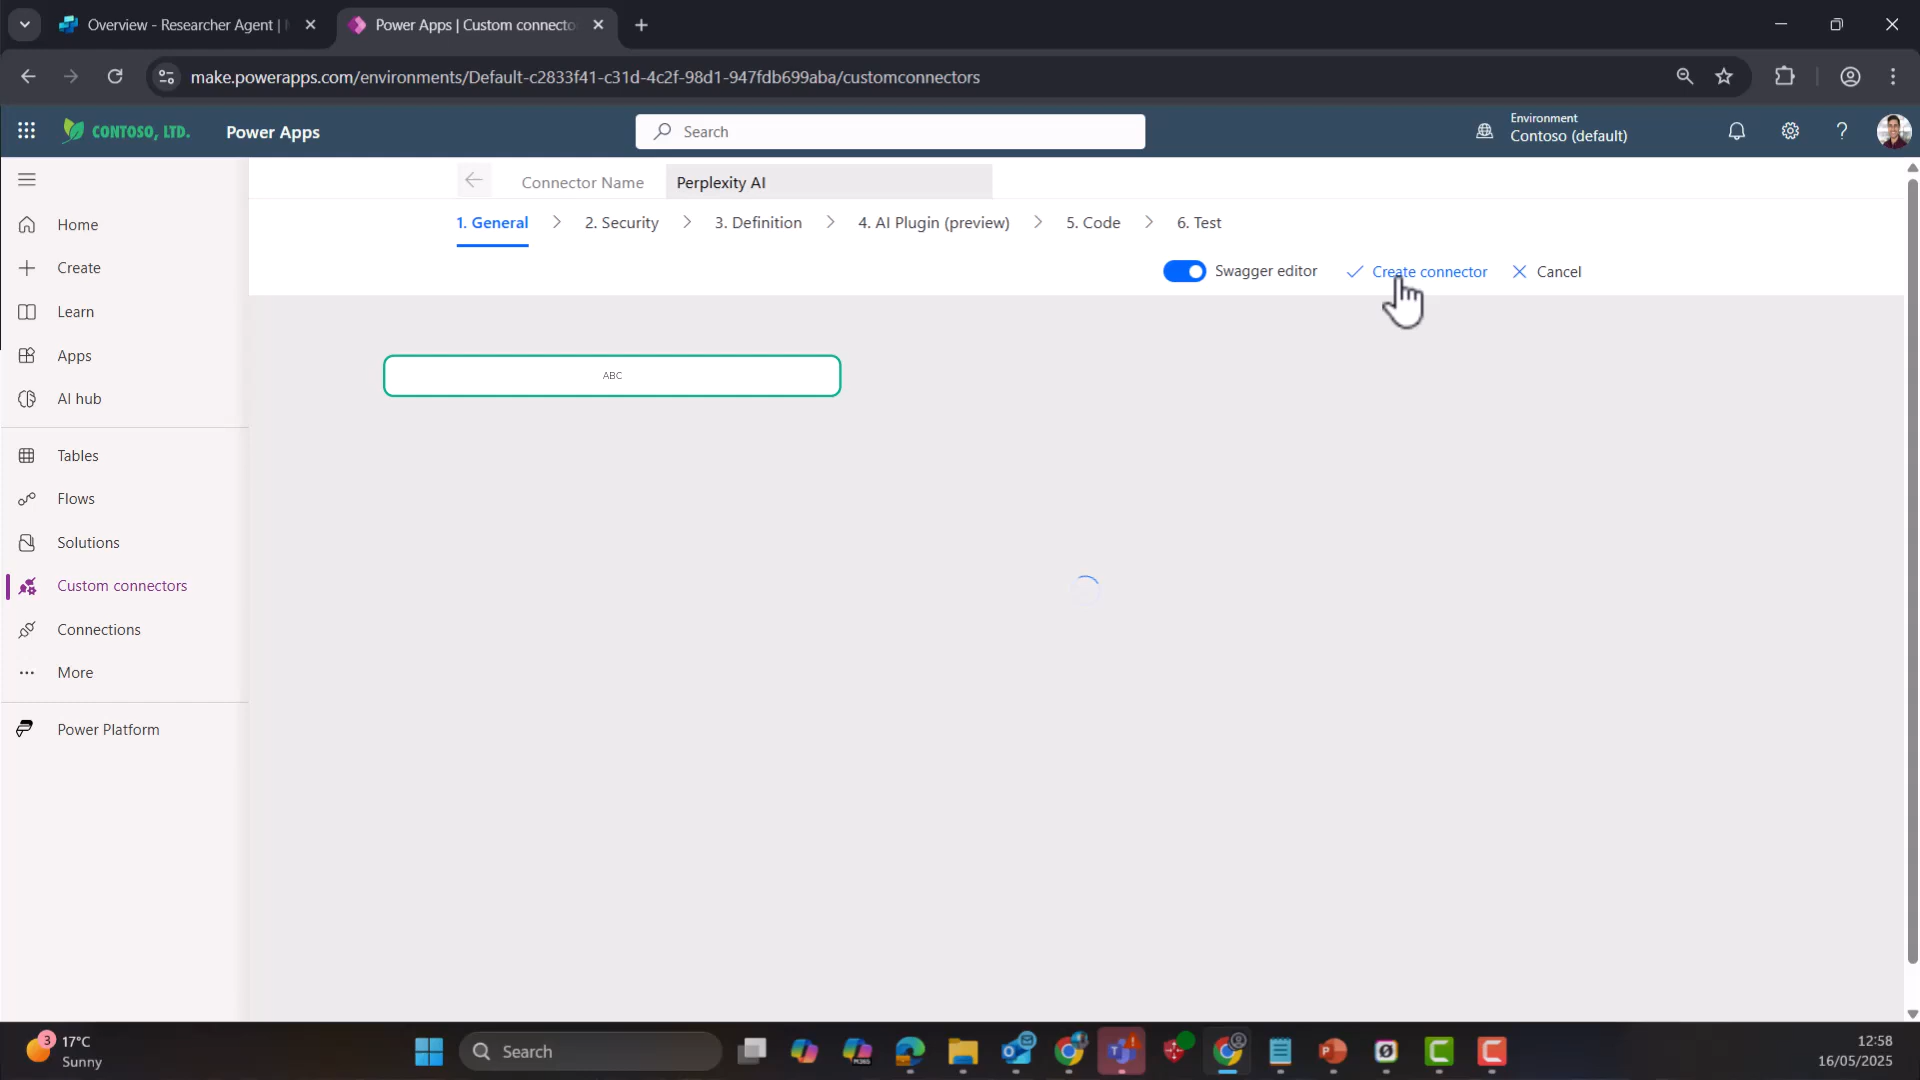 Overview - Researcher Agent |
Power Apps | Custom connecto
make.powerapps.com/environments/Default-c2833f41-c31d-4c2f-98d1-947fdb699aba/customconnectors
CONTOSO, LTD.
Power Apps
Search
Environment
Contoso (default)
Connector Name
Perplexity AI
1. General
2. Security
3. Definition
4. AI Plugin (preview)
5. Code
6. Test
Swagger editor
Create connector
Cancel
ABC
Home
Create
Learn
Apps
AI hub
Tables
Flows
Solutions
Custom connectors
Connections
More
Power Platform
3
17°C
Sunny
Search
12:58
16/05/2025